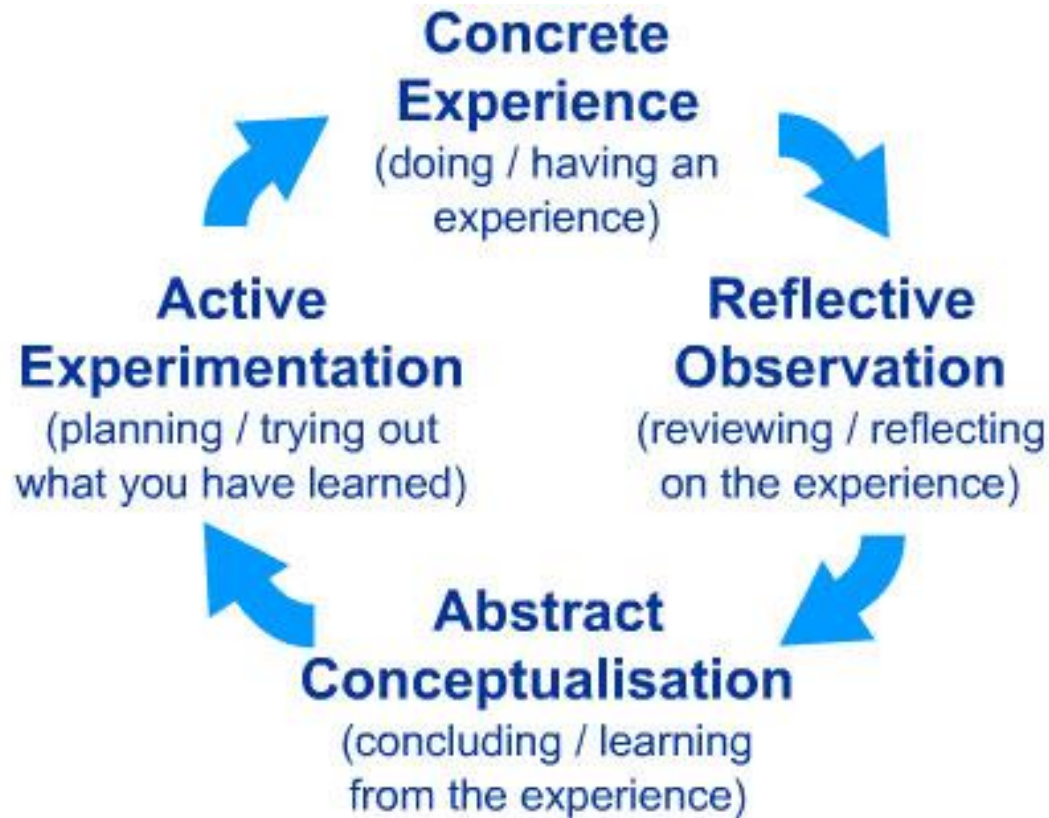 Concrete
Experience
(doing / having an
experience)
Reflective
Observation
(reviewing / reflecting
on the experience)
Abstract
Conceptualisation
(concluding / learning
from the experience)
Active
Experimentation
(planning / trying out
what you have learned)